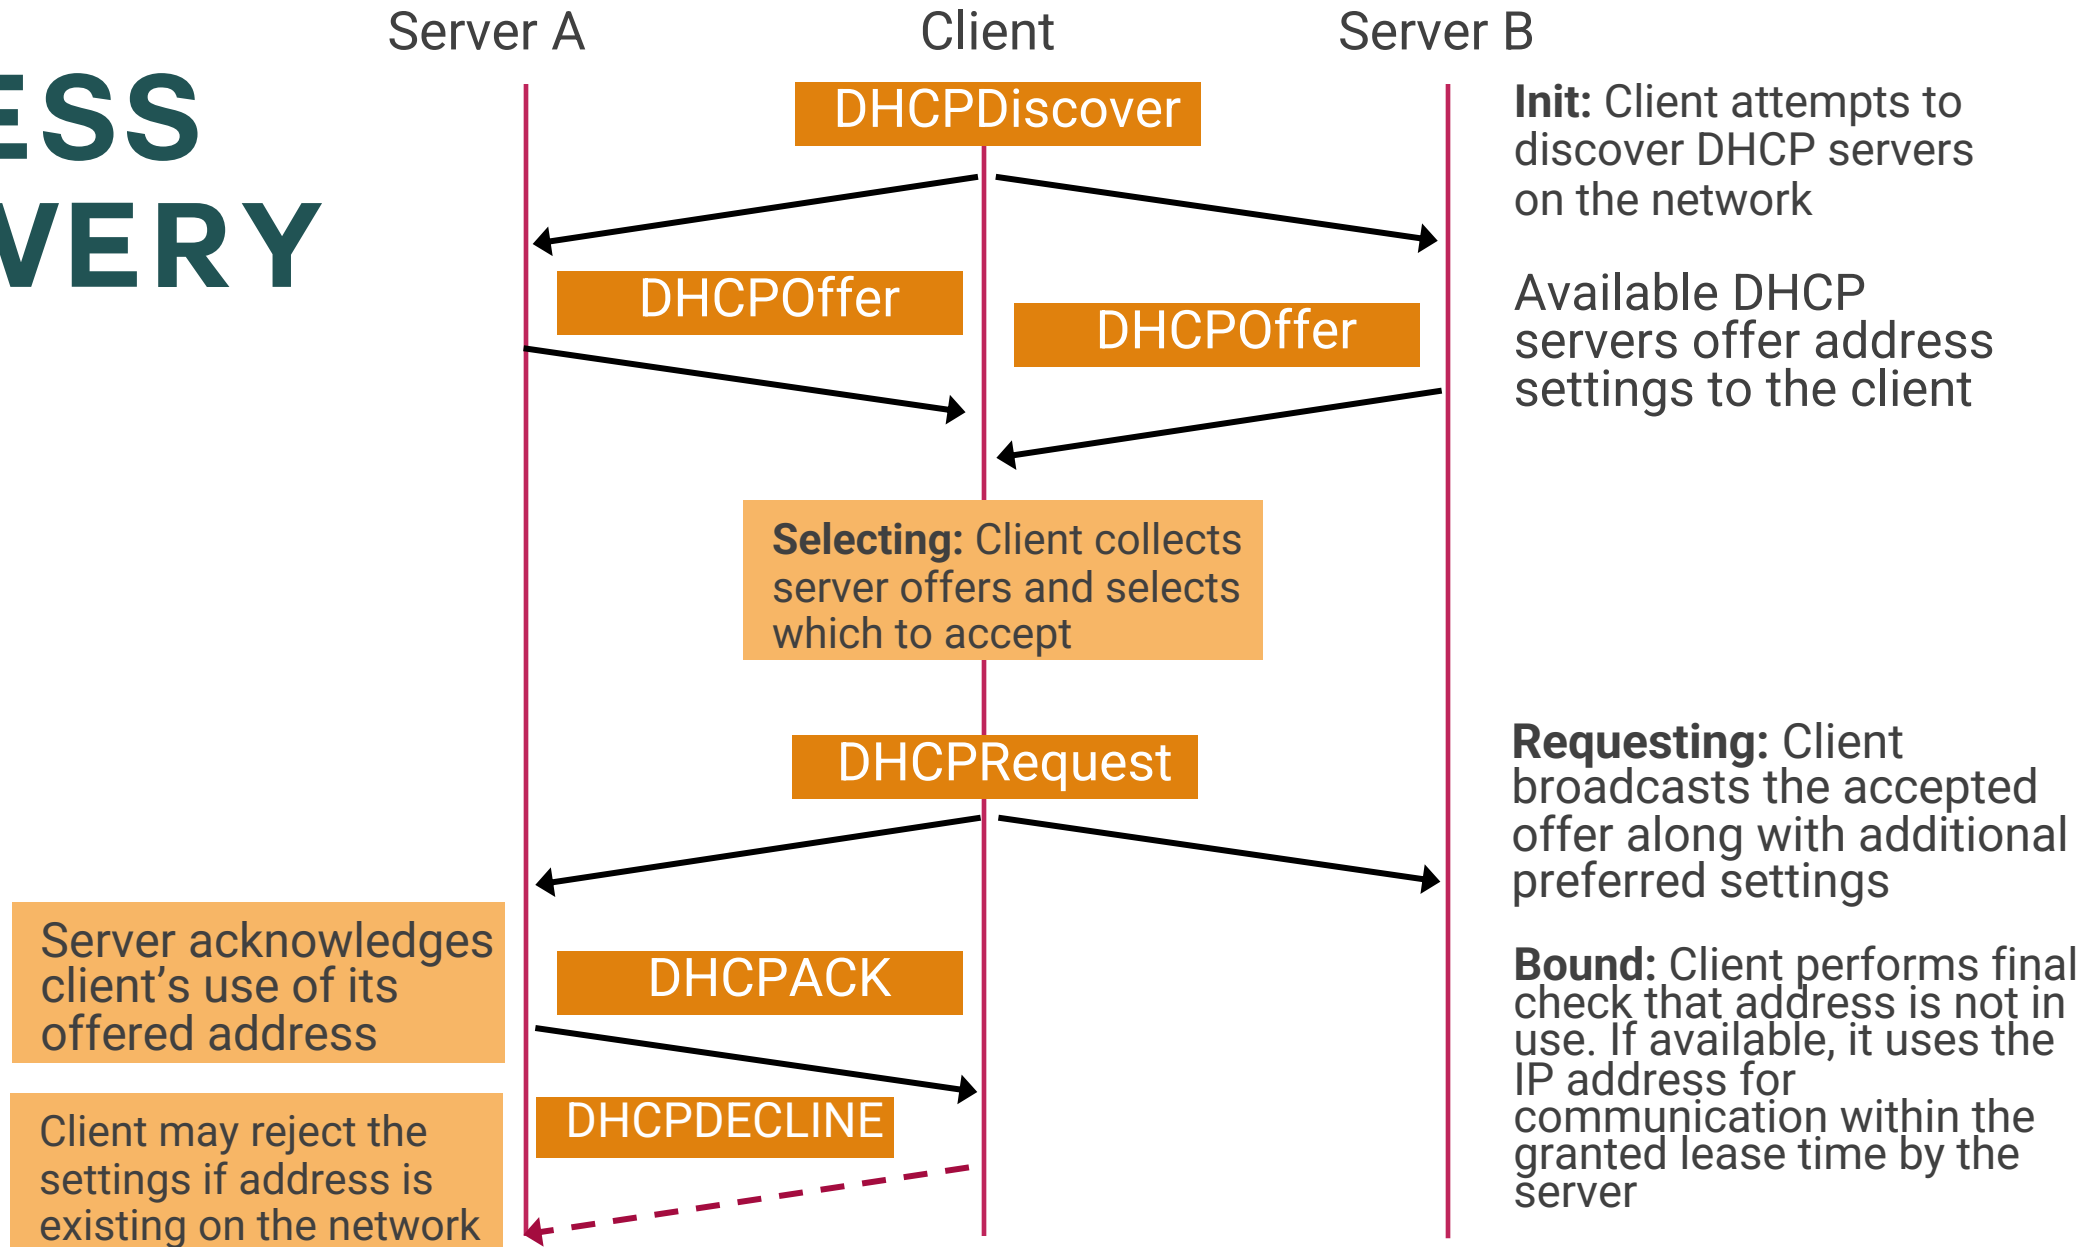 Server A
Client
Server B
ESS
VERY
DHCPDiscover
Init: Client attempts to
discover DHCP servers
on the network
DHCPOffer
DHCPOffer
Available DHCP
servers offer address
settings to the client
Selecting: Client collects
server offers and selects
which to accept
DHCPRequest
Requesting: Client
broadcasts the accepted
offer along with additional
preferred settings
Server acknowledges
client’s use of its
offered address
DHCPACK
Bound: Client performs final
check that address is not in
use. If available, it uses the
IP address for
communication within the
granted lease time by the
server
DHCPDECLINE
Client may reject the
settings if address is
existing on the network